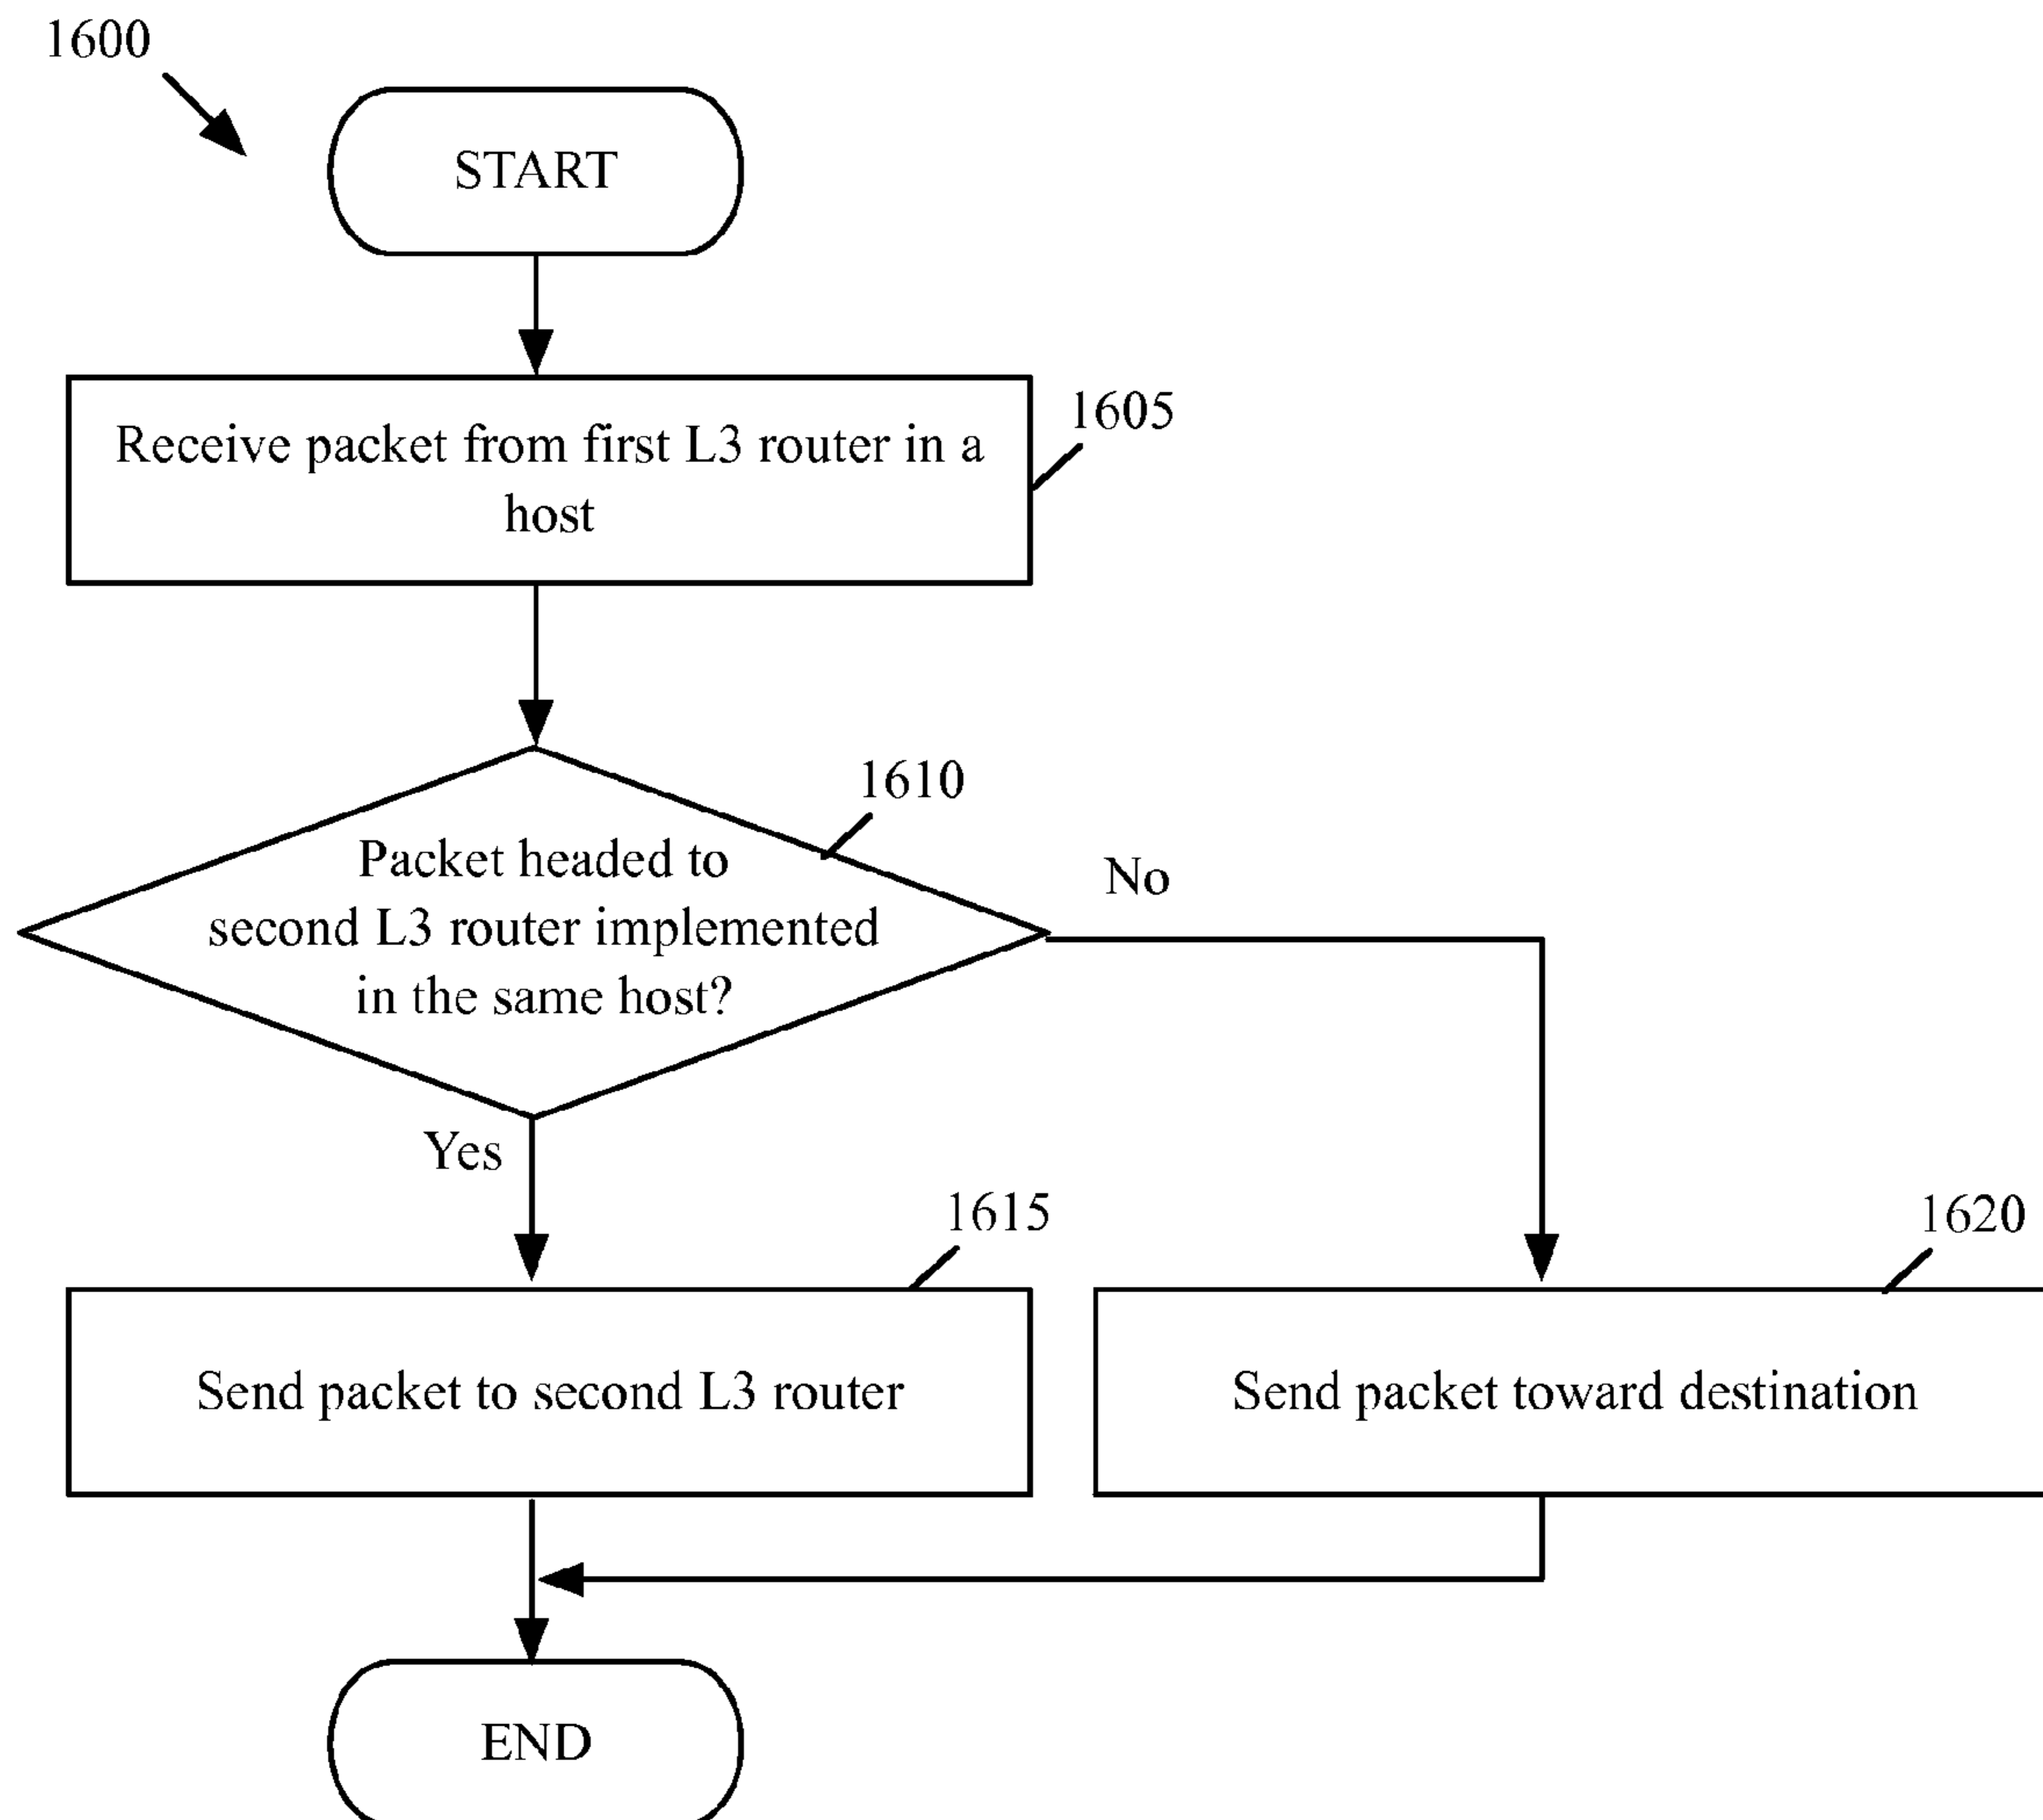 1600
START
Receive packet from first L3 router in a
host
1605
1610
Packet headed to
second L3 router implemented
in the same host?
No
Yes
1615
1620
Send packet to second L3 router
Send packet toward destination
END